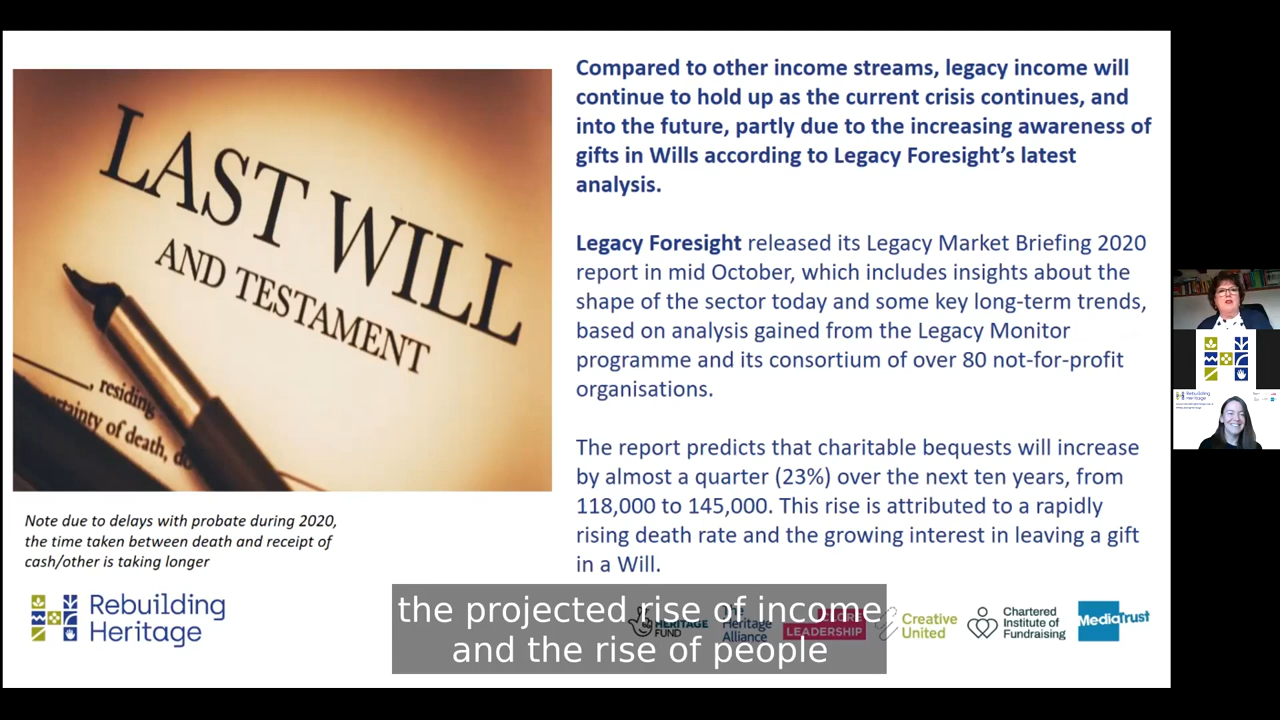 LAST WILL
AND TESTAMENT
residing
of death,
Note due to delays with probate during 2020,
the time taken between death and receipt of
cash/other is taking longer
Compared to other income streams, legacy income will
continue to hold up as the current crisis continues, and
into the future, partly due to the increasing awareness of
gifts in Wills according to Legacy Foresight’s latest
analysis.
Legacy Foresight released its Legacy Market Briefing 2020
report in mid October, which includes insights about the
shape of the sector today and some key long-term trends,
based on analysis gained from the Legacy Monitor
programme and its consortium of over 80 not-for-profit
organisations.
The report predicts that charitable bequests will increase
by almost a quarter (23%) over the next ten years, from
118,000 to 145,000. This rise is attributed to a rapidly
rising death rate and the growing interest in leaving a gift
in a Will.
Rebuilding
Heritage
HERITAGE
FUND
Heritage
Alliance
LEADERSHIP
Creative
United
Chartered
Institute of
Fundraising
MediaTrust
the projected rise of income
and the rise of people
Rebuilding
Heritage